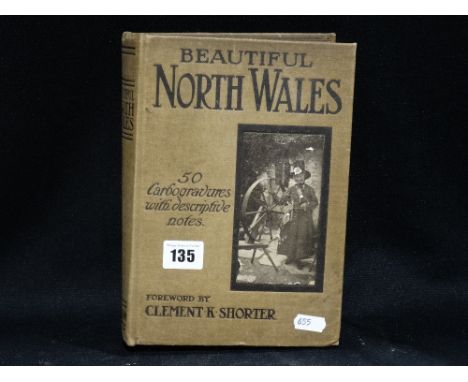 BEAUTIFUL
NORTH WALES
50
Carbogravures
with descriptive
notes.
135
FOREWORD BY
CLEMENT K SHORTER
655